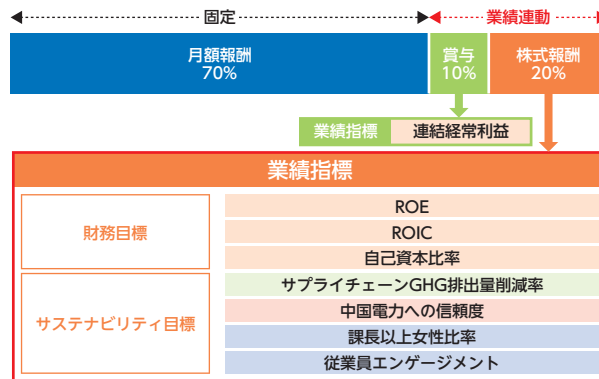 固定
業績連動
月額報酬
70%
賞与
10%
株式報酬
20%
業績指標
連結経常利益
業績指標
財務目標
ROE
ROIC
自己資本比率
サステナビリティ目標
サプライチェーンGHG排出量削減率
中国電力への信頼度
課長以上女性比率
従業員エンゲージメント